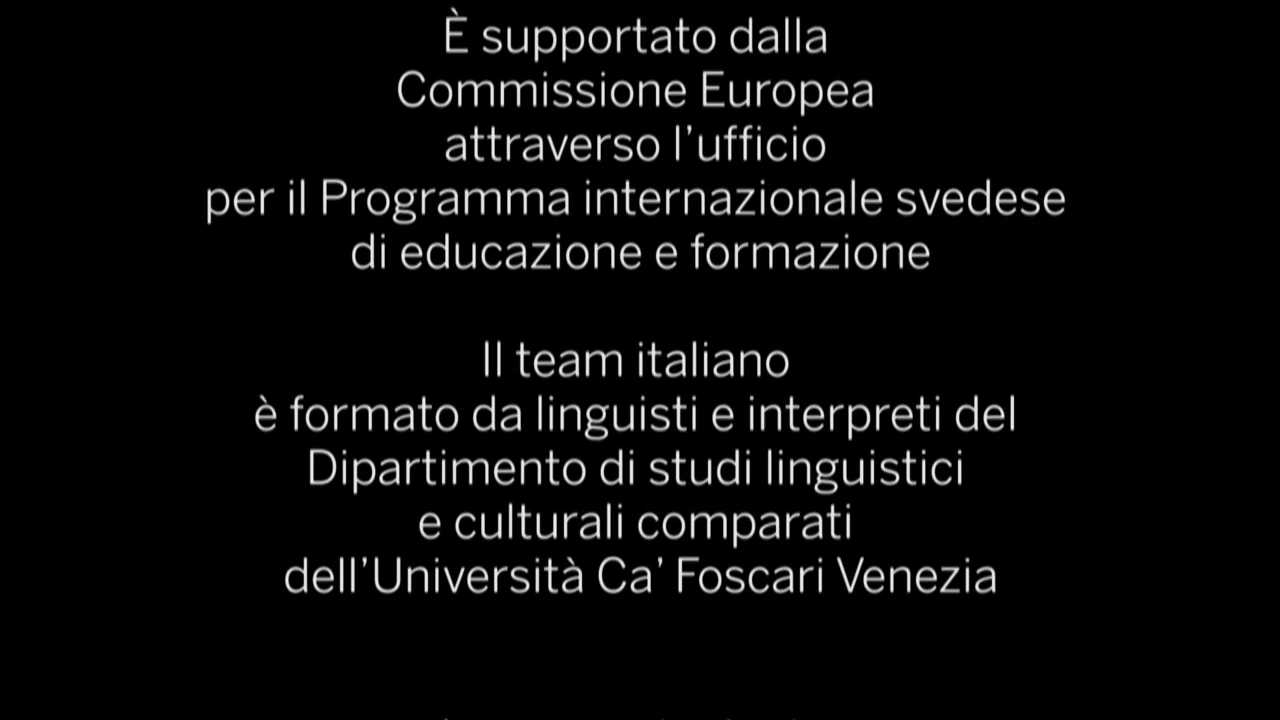 È supportato dalla
Commissione Europea
attraverso l’ufficio
per il Programma internazionale svedese
di educazione e formazione
Il team italiano
è formato da linguisti e interpreti del
Dipartimento di studi linguistici
e culturali comparati
dell’Università Ca’ Foscari Venezia